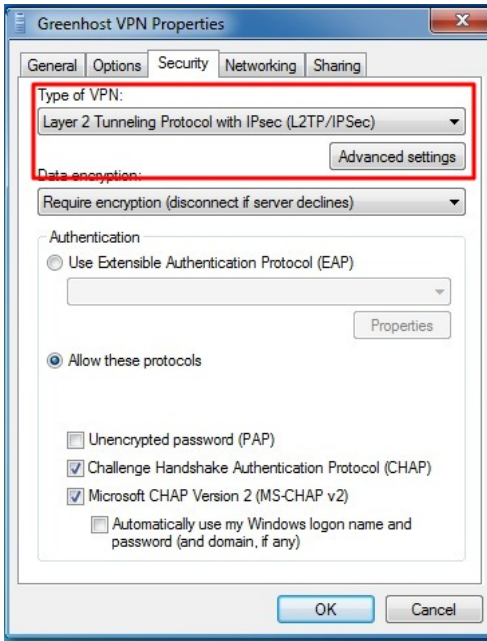 Greenhost VPN Properties
General Options Security Networking Sharing
Type of VPN:
Layer 2 Tunneling Protocol with IPsec (L2TP/IPSec)
Advanced settings
Data encryption:
Require encryption (disconnect if server declines)
Authentication
Use Extensible Authentication Protocol (EAP)
Properties
Allow these protocols
Unencrypted password (PAP)
Challenge Handshake Authentication Protocol (CHAP)
Microsoft CHAP Version 2 (MS-CHAP v2)
Automatically use my Windows logon name and
password (and domain, if any)
OK Cancel